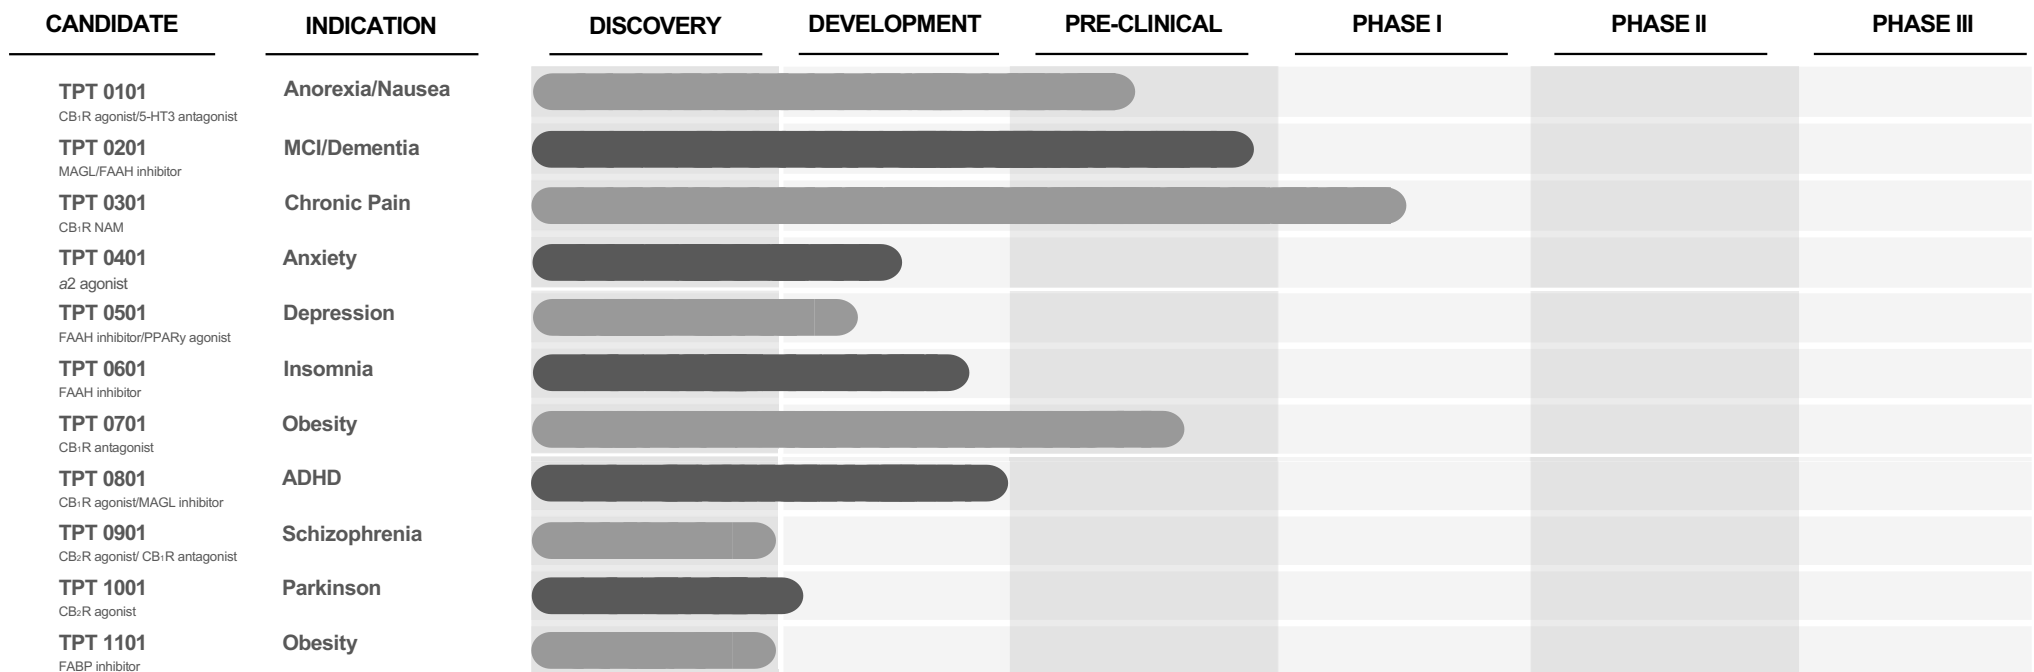 CANDIDATE INDICATION DISCOVERY DEVELOPMENT PRE-CLINICAL PHASE I PHASE II PHASE III
TPT 0101 Anorexia/Nausea
CB₁R agonist/5-HT3 antagonist
TPT 0201 MCI/Dementia
MAGL/FAAH inhibitor
TPT 0301 Chronic Pain
CB₁R NAM
TPT 0401 Anxiety
a2 agonist
TPT 0501 Depression
FAAH inhibitor/PPARy agonist
TPT 0601 Insomnia
FAAH inhibitor
TPT 0701 Obesity
CB₁R antagonist
TPT 0801 ADHD
CB₁R agonist/MAGL inhibitor
TPT 0901 Schizophrenia
CB₂R agonist/ CB₁R antagonist
TPT 1001 Parkinson
CB₂R agonist
TPT 1101 Obesity
FABP inhibitor